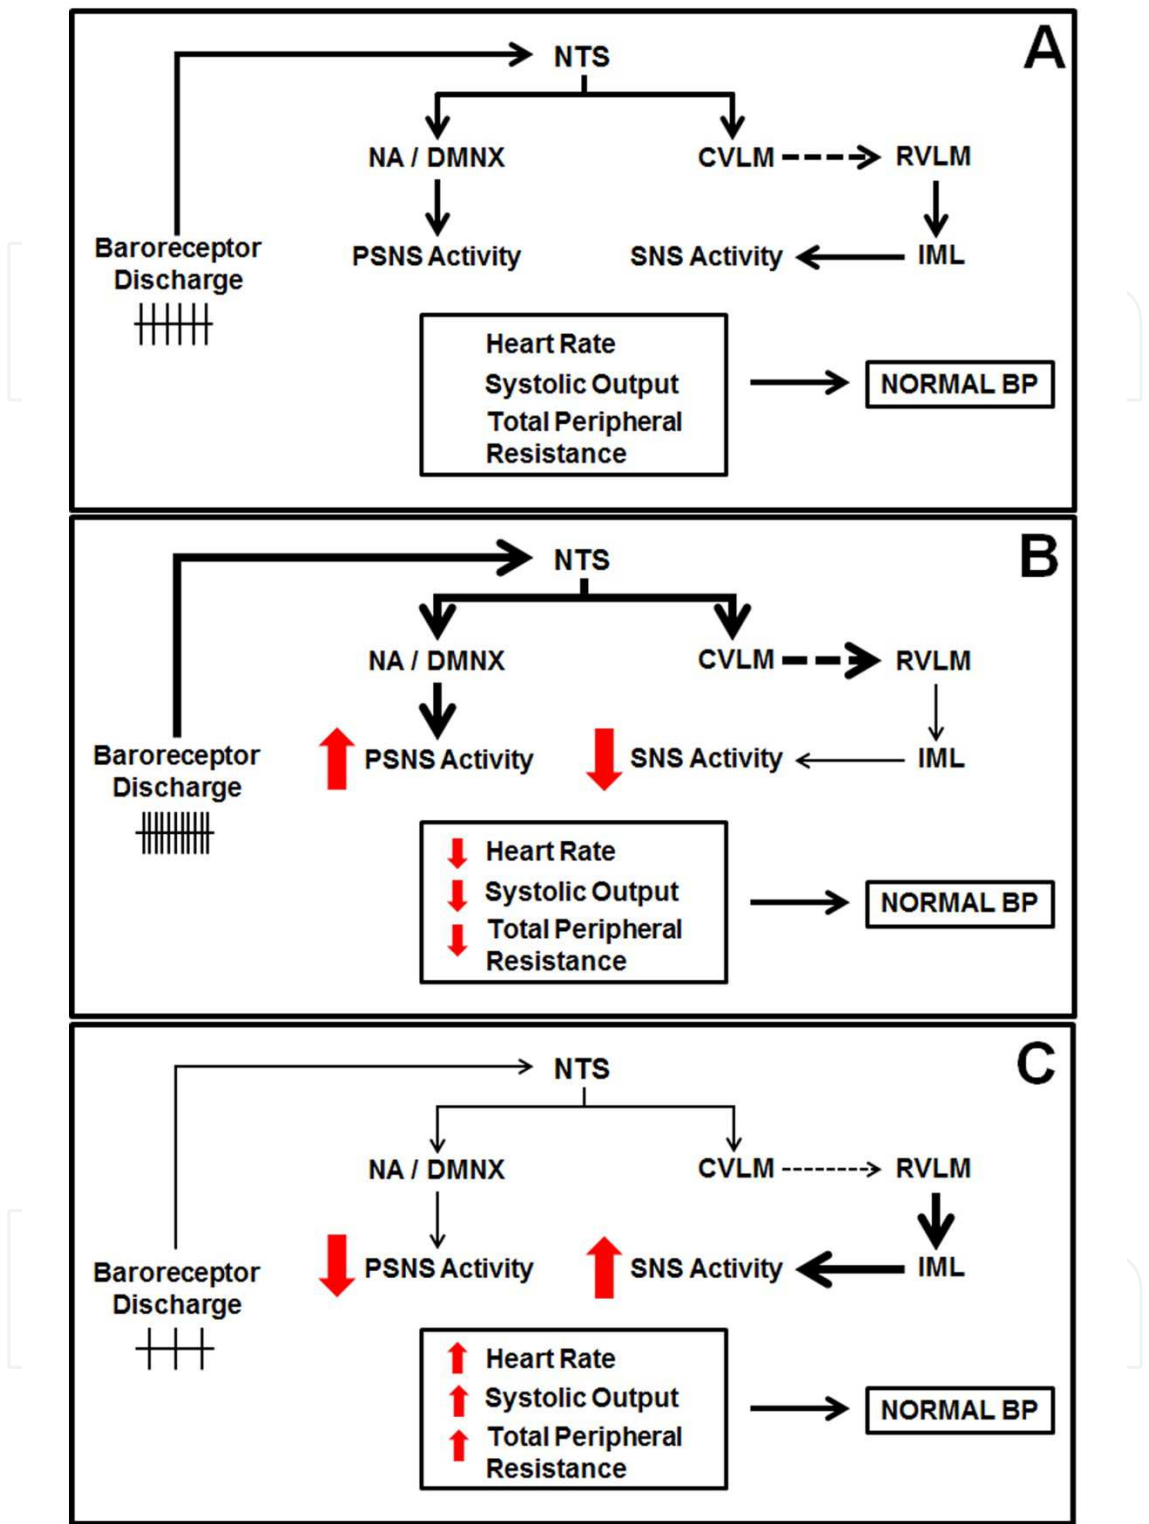 A
NTS
NA / DMNX
CVLM
RVLM
Baroreceptor
Discharge
PSNS Activity
SNS Activity
IML
Heart Rate
Systolic Output
Total Peripheral
Resistance
NORMAL BP
B
NTS
NA / DMNX
CVLM
RVLM
Baroreceptor
Discharge
PSNS Activity
SNS Activity
IML
Heart Rate
Systolic Output
Total Peripheral
Resistance
NORMAL BP
C
NTS
NA / DMNX
CVLM
RVLM
Baroreceptor
Discharge
PSNS Activity
SNS Activity
IML
Heart Rate
Systolic Output
Total Peripheral
Resistance
NORMAL BP